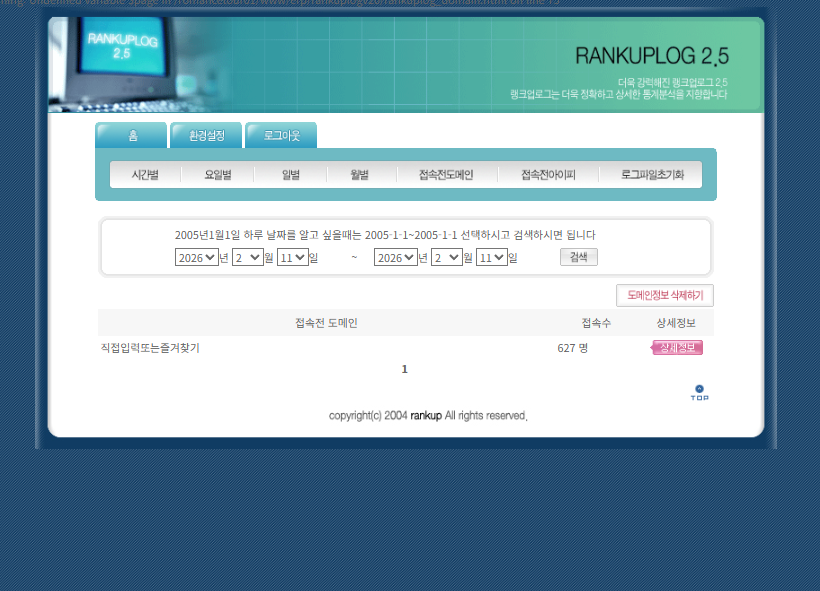 RANKUPLOG
2.5
RANKUPLOG 2.5
더욱 강력해진 랭크업로그 2.5
랭크업로그는 더욱 정확하고 상세한 통계분석을 지향합니다
홈 환경설정 로그아웃
시간별 요일별 일별 월별 접속전도메인 접속전아이피 로그파일초기화
2005년1월1일 하루 날짜를 알고 싶을때는 2005-1-1~2005-1-1 선택하시고 검색하시면 됩니다
2026 년 2 월 11 일 ~ 2026 년 2 월 11 일 검색
도메인정보 삭제하기
접속전 도메인 접속수 상세정보
직접입력또는즐겨찾기 627 명 상세정보
1
TOP
copyright(c) 2004 rankup All rights reserved.